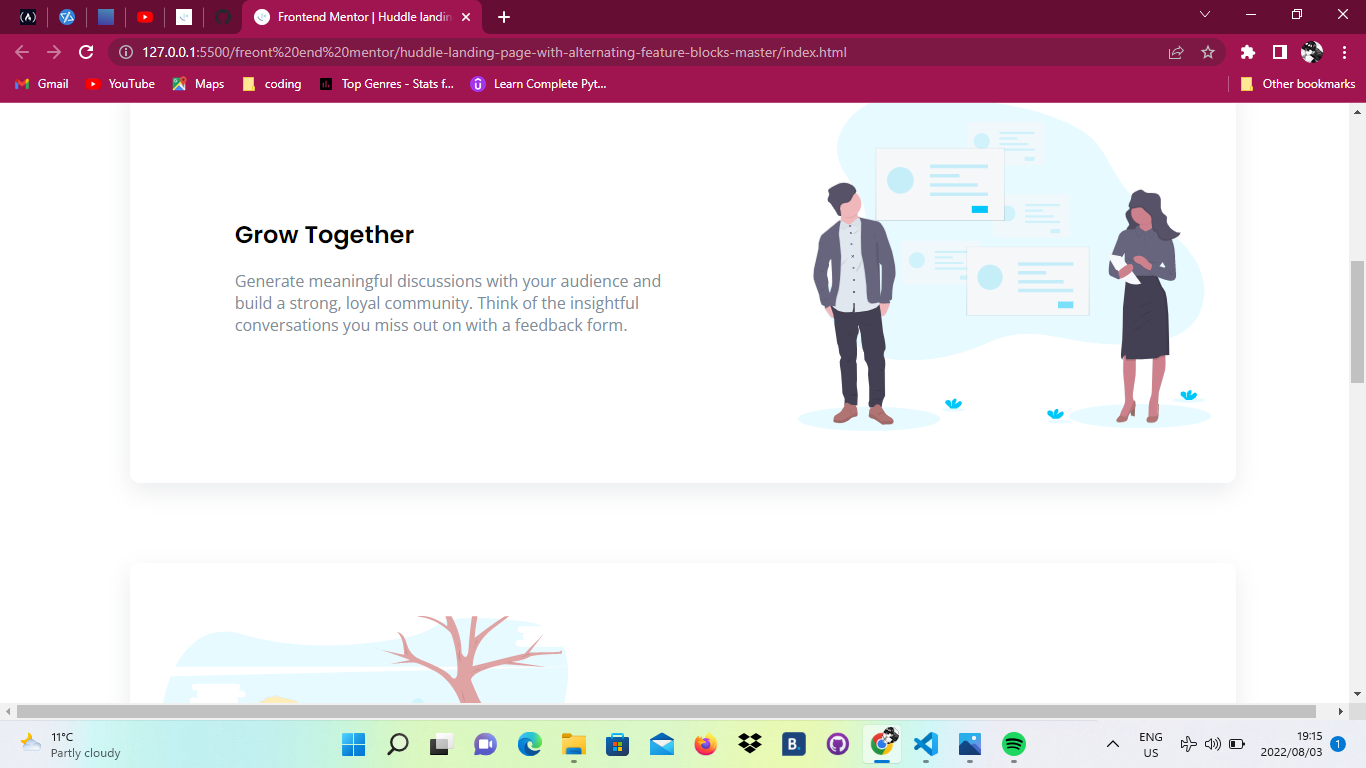 Frontend Mentor | Huddle landin
127.0.0.1:5500/freont%20end%20mentor/huddle-landing-page-with-alternating-feature-blocks-master/index.html
Gmail YouTube Maps coding Top Genres - Stats f... Learn Complete Pyt... Other bookmarks
Grow Together
Generate meaningful discussions with your audience and
build a strong, loyal community. Think of the insightful
conversations you miss out on with a feedback form.
11°C
Partly cloudy
B.
ENG
US
19:15
2022/08/03
1